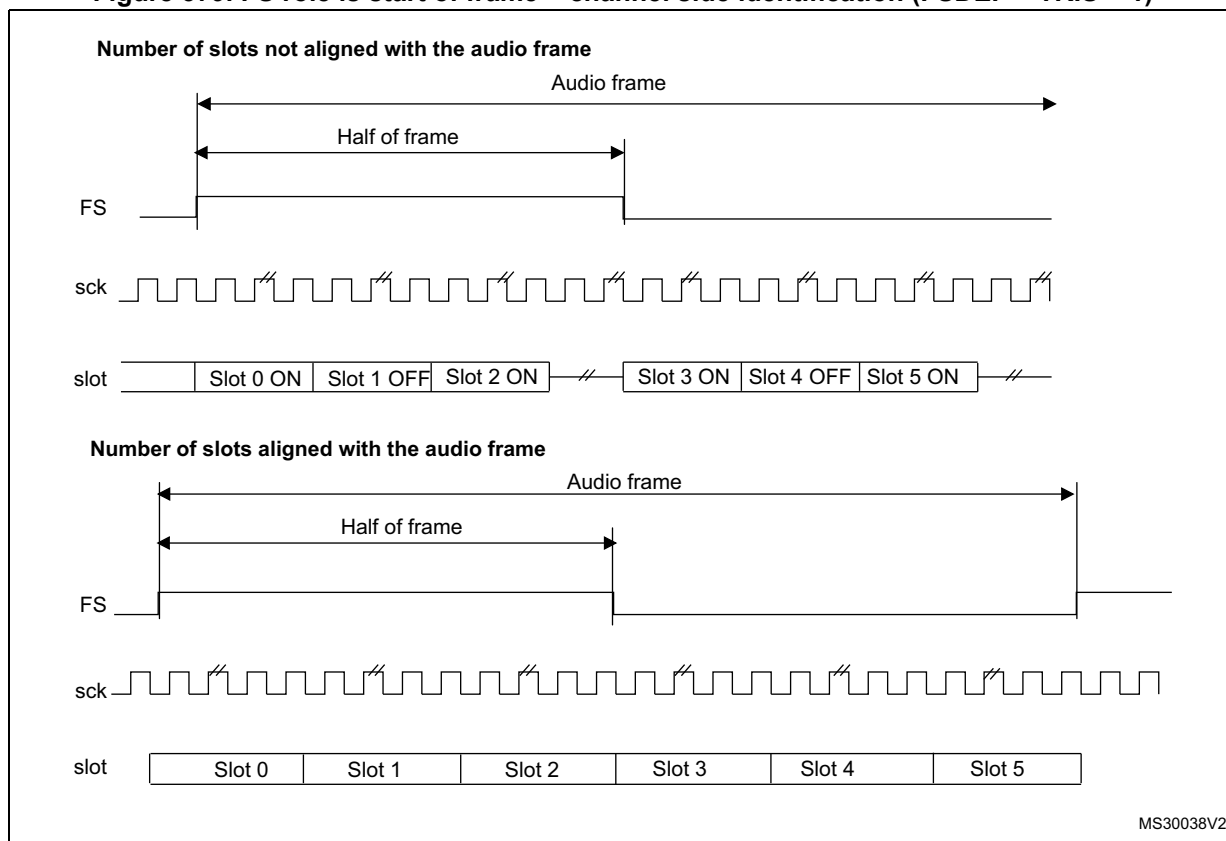 Number of slots not aligned with the audio frame
Audio frame
Half of frame
FS
sck
slot
Slot 0 ON
Slot 1 OFF
Slot 2 ON
Slot 3 ON
Slot 4 OFF
Slot 5 ON
Number of slots aligned with the audio frame
Audio frame
Half of frame
FS
sck
slot
Slot 0
Slot 1
Slot 2
Slot 3
Slot 4
Slot 5
MS30038V2